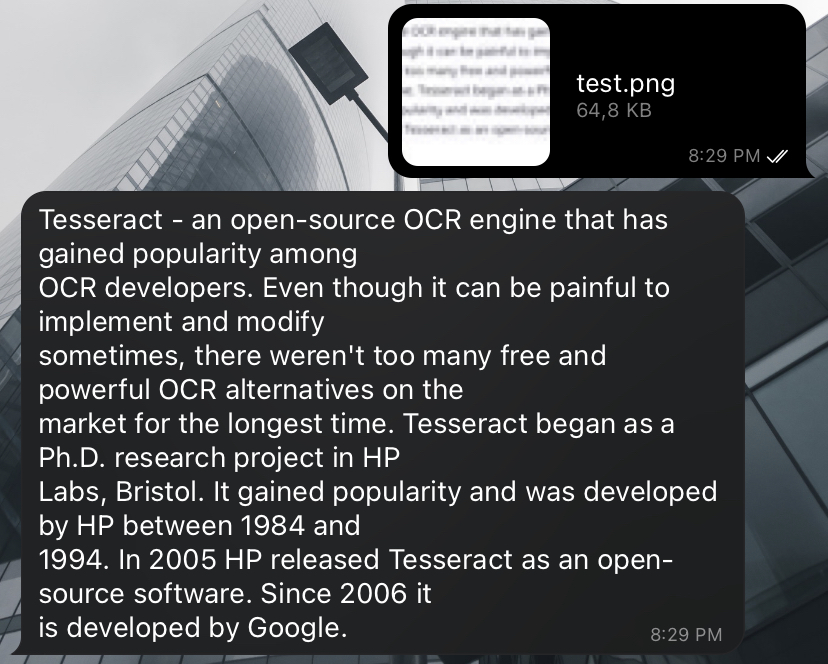 test.png
64,8 KB
8:29 PM
Tesseract - an open-source OCR engine that has
gained popularity among
OCR developers. Even though it can be painful to
implement and modify
sometimes, there weren't too many free and
powerful OCR alternatives on the
market for the longest time. Tesseract began as a
Ph.D. research project in HP
Labs, Bristol. It gained popularity and was developed
by HP between 1984 and
1994. In 2005 HP released Tesseract as an open-
source software. Since 2006 it
is developed by Google.
8:29 PM